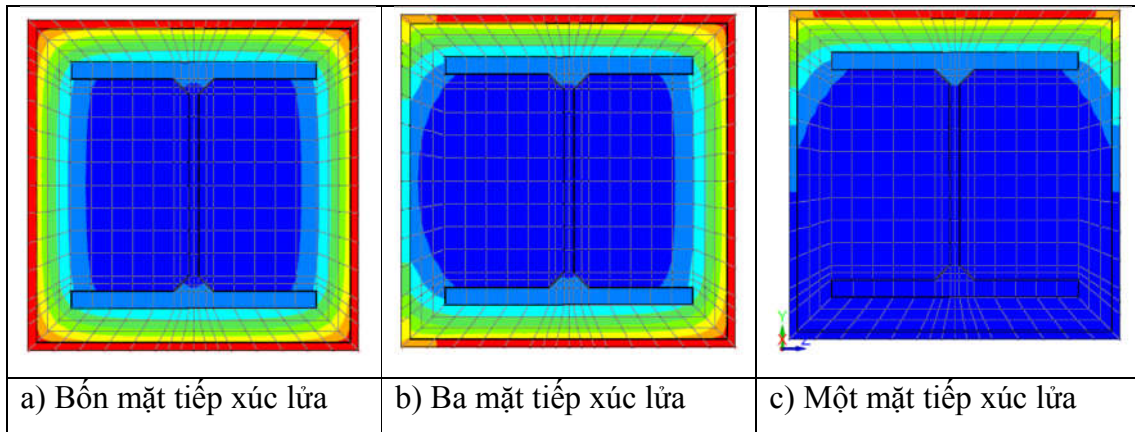 Y
X
Z
a) Bốn mặt tiếp xúc lửa
b) Ba mặt tiếp xúc lửa
c) Một mặt tiếp xúc lửa